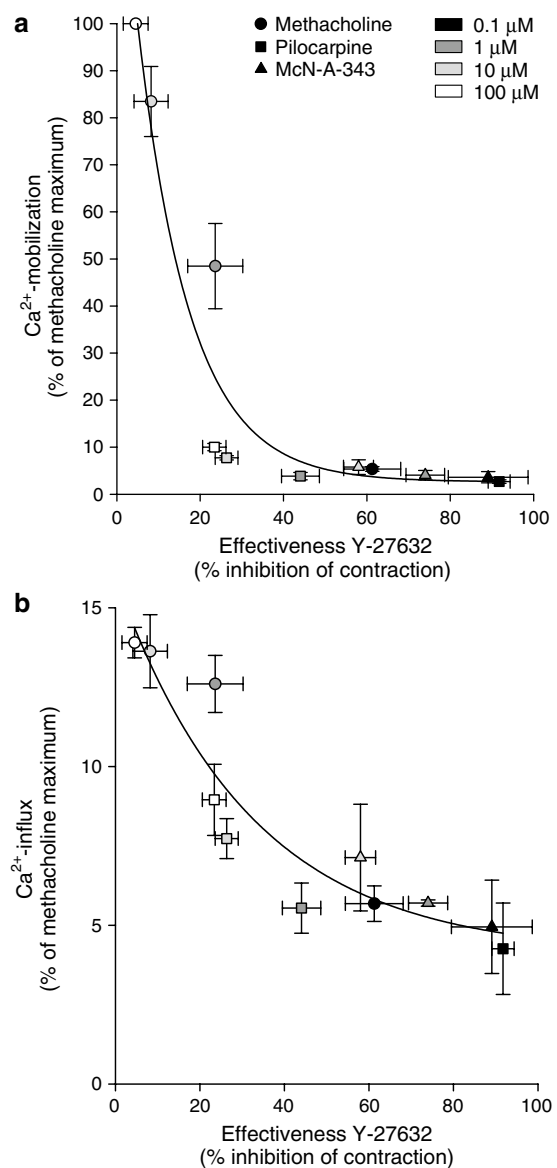 a
Methacholine
Pilocarpine
McN-A-343
0.1 µM
1 µM
10 µM
100 µM
Ca2+-mobilization
(% of methacholine maximum)
100
90
80
70
60
50
40
30
20
10
0
0 20 40 60 80 100
Effectiveness Y-27632
(% inhibition of contraction)
b
Ca2+-influx
(% of methacholine maximum)
15
10
5
0
0 20 40 60 80 100
Effectiveness Y-27632
(% inhibition of contraction)